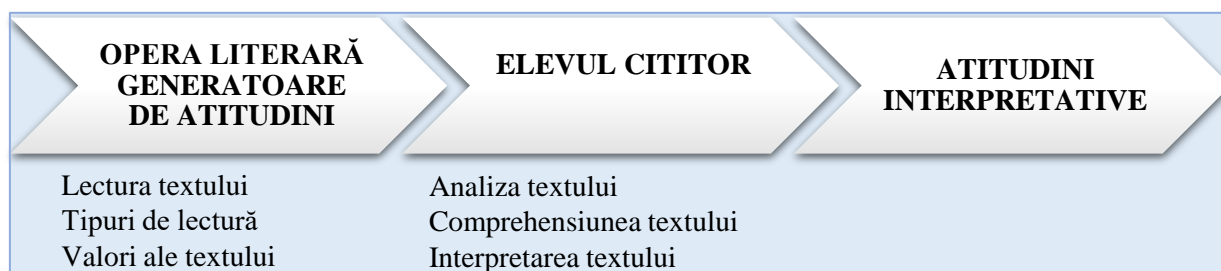 OPERA LITERARĂ
GENERATOARE
DE ATITUDINI
ELEVUL CITITOR
ATITUDINI
INTERPRETATIVE
Lectura textului
Tipuri de lectură
Valori ale textului
Analiza textului
Comprehensiunea textului
Interpretarea textului